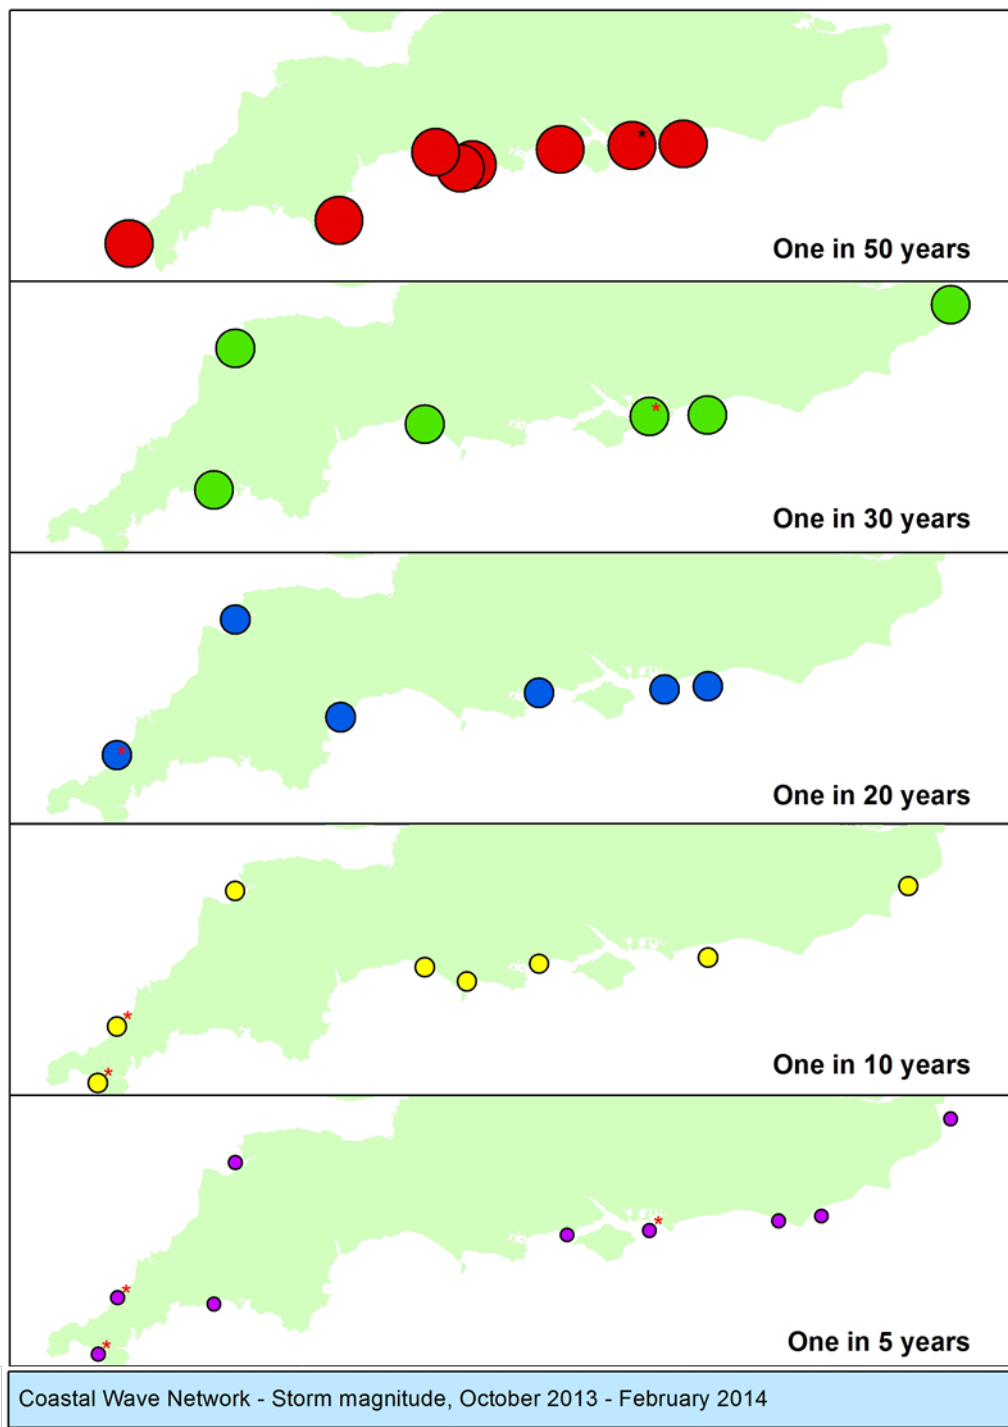 *
One in 50 years
*
One in 30 years
*
One in 20 years
*
*
One in 10 years
*
*
*
One in 5 years
Coastal Wave Network - Storm magnitude, October 2013 - February 2014